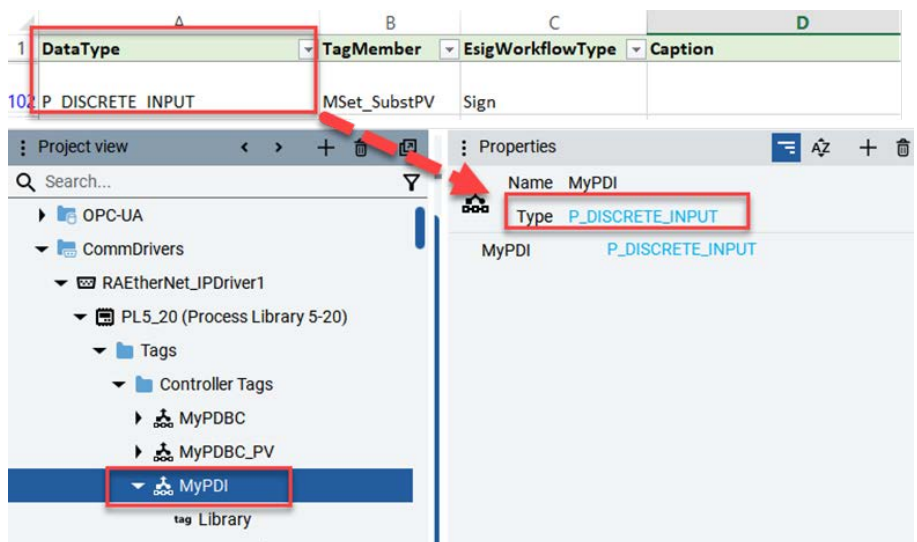 A B C D
1 DataType TagMember EsigWorkflowType Caption
102 P_DISCRETE_INPUT MSet_SubstPV Sign
Project view
Search...
OPC-UA
CommDrivers
RAEtherNet_IPDriver1
PL5_20 (Process Library 5-20)
Tags
Controller Tags
MyPDBC
MyPDBC_PV
MyPDI
tag Library
Properties
Name MyPDI
Type P_DISCRETE_INPUT
MyPDI P_DISCRETE_INPUT